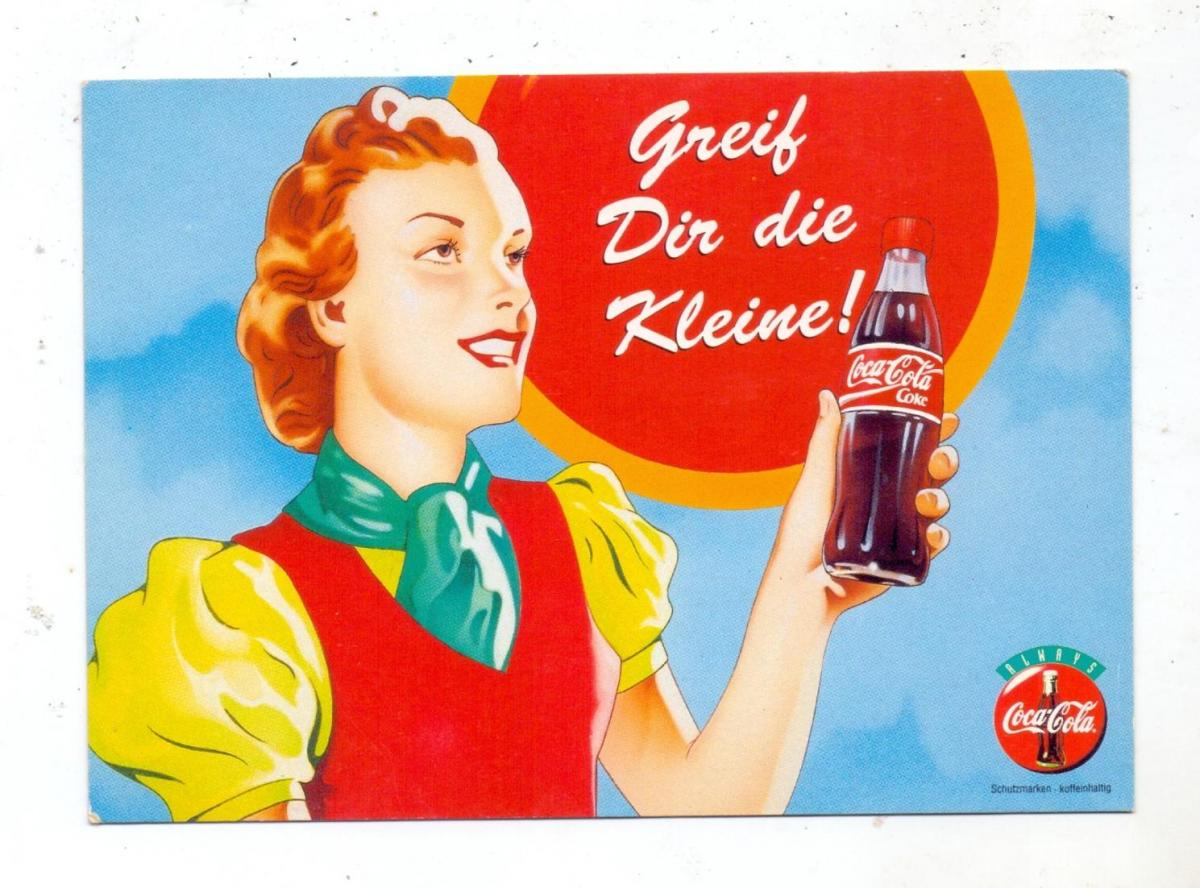 Greif
Dir die
Kleine!
Coca-Cola
Coke
ALWAYS
Coca-Cola
Schutzmarken - koffeinhaltig